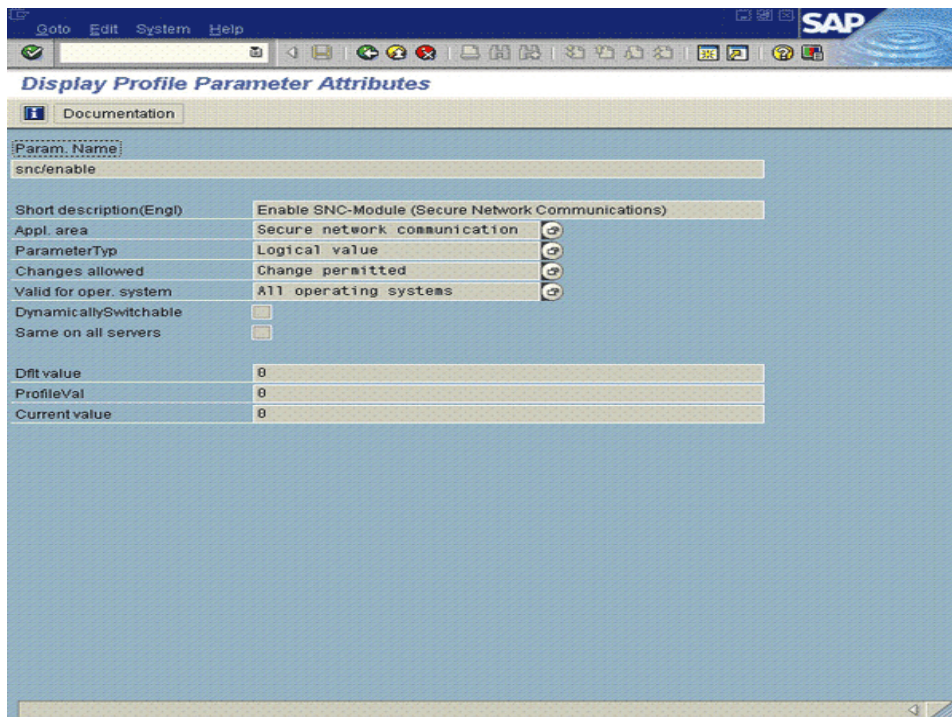 Goto Edit System Help
SAP
Display Profile Parameter Attributes
Documentation
Param. Name
snc/enable
Short description(Engl) Enable SNC-Module (Secure Network Communications)
Appl. area Secure network communication
ParameterTyp Logical value
Changes allowed Change permitted
Valid for oper. system All operating systems
DynamicallySwitchable
Same on all servers
Dflt value 0
ProfileVal 0
Current value 0